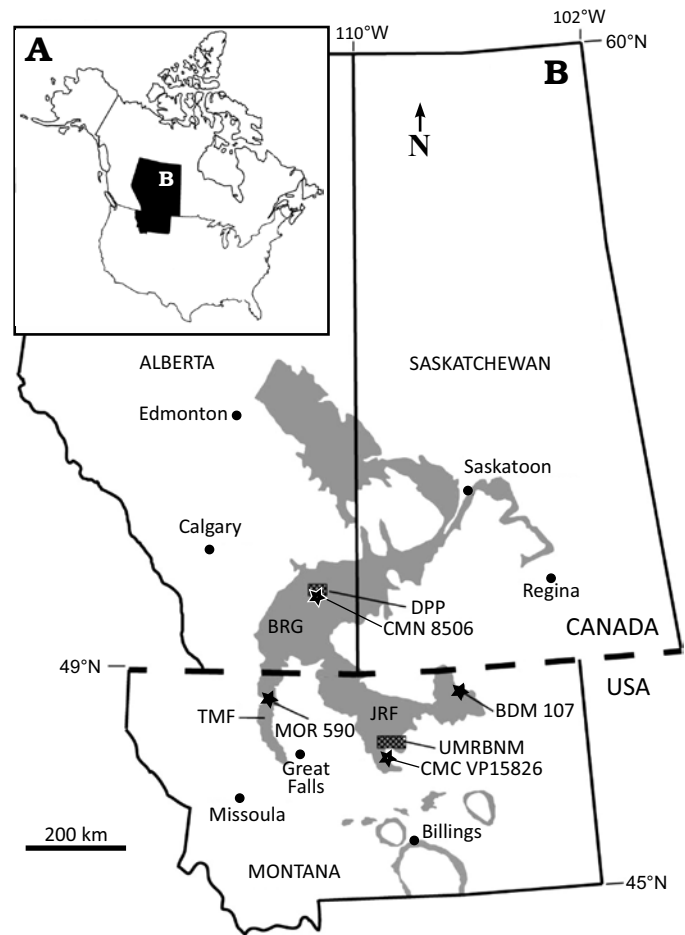 102°W
110°W
60°N
A
B
B
N
ALBERTA
SASKATCHEWAN
Edmonton
Saskatoon
Calgary
Regina
DPP
CMN 8506
BRG
CANADA
49°N
USA
TMF
MOR 590
JRF
BDM 107
UMRBNM
CMC VP15826
Great
Falls
Missoula
Billings
200 km
MONTANA
45°N